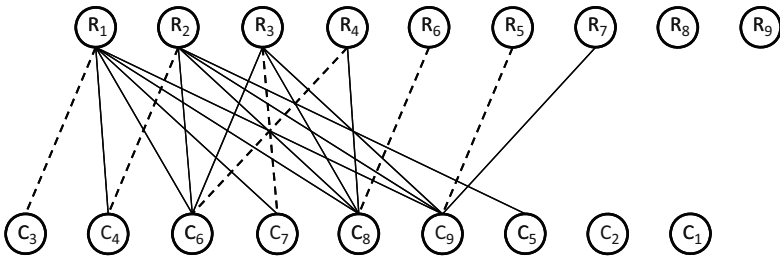 R₁ R₂ R₃ R₄ R₆ R₅ R₇ R₈ R₉
C₃ C₄ C₆ C₇ C₈ C₉ C₅ C₂ C₁